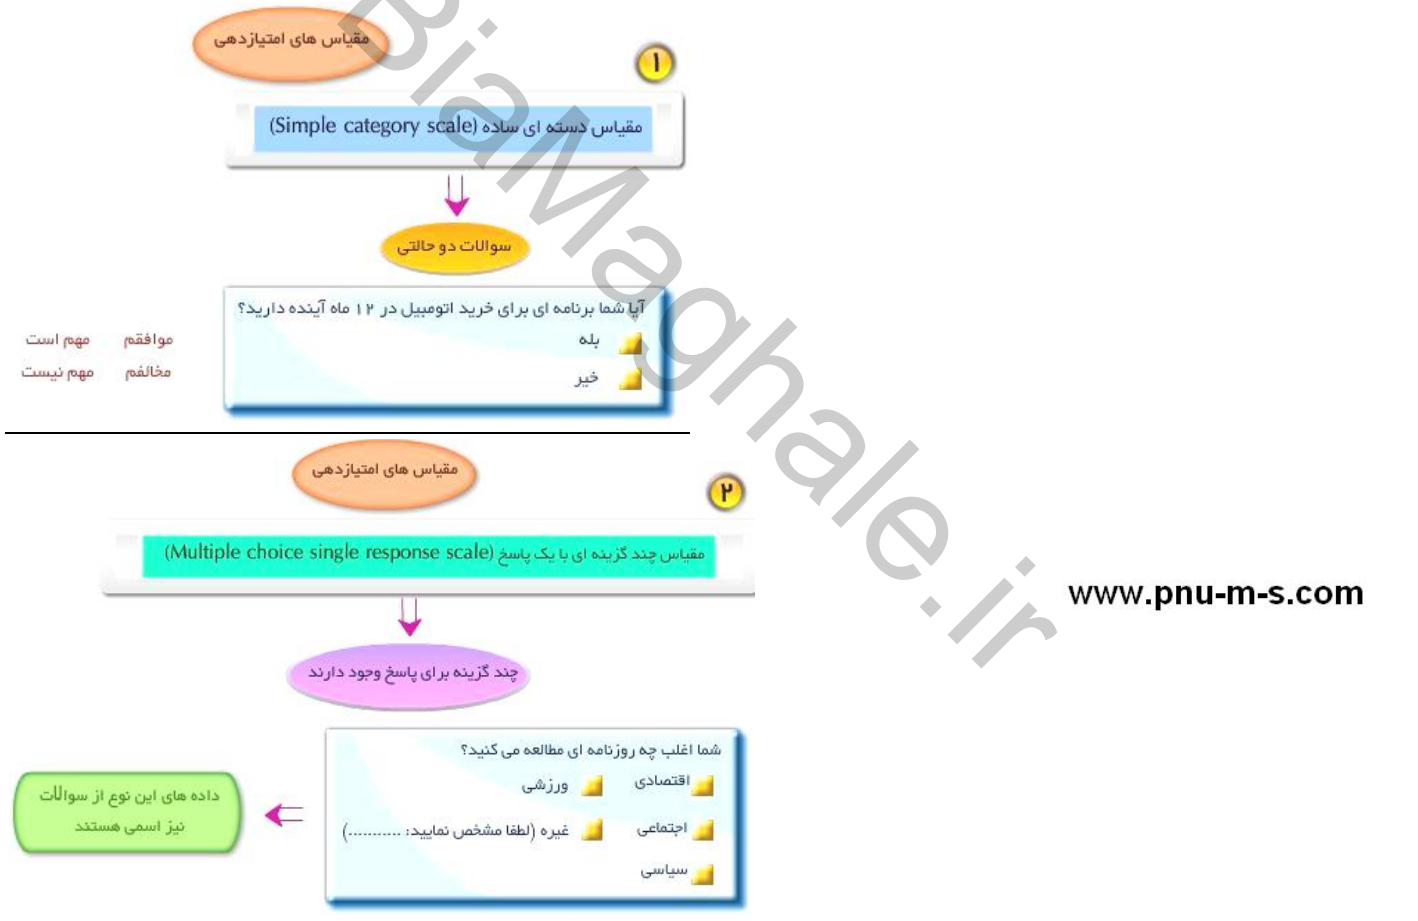 مقیاس های امتیازدهی
۱
مقیاس دسته ای ساده (Simple category scale)
سوالات دو حالتی
آیا شما برنامه ای برای خرید اتومبیل در ۱۲ ماه آینده دارید؟
بله
خیر
موافقم مهم است
مخالفم مهم نیست
مقیاس های امتیازدهی
۲
مقیاس چند گزینه ای با یک پاسخ (Multiple choice single response scale)
چند گزینه برای پاسخ وجود دارند
شما اغلب چه روزنامه ای مطالعه می کنید؟
اقتصادی ورزشی
اجتماعی غیره (لطفا مشخص نمایید: ...........)
سیاسی
داده های این نوع از سوالات
نیز اسمی هستند
www.pnu-m-s.com
BiaMaghale.ir